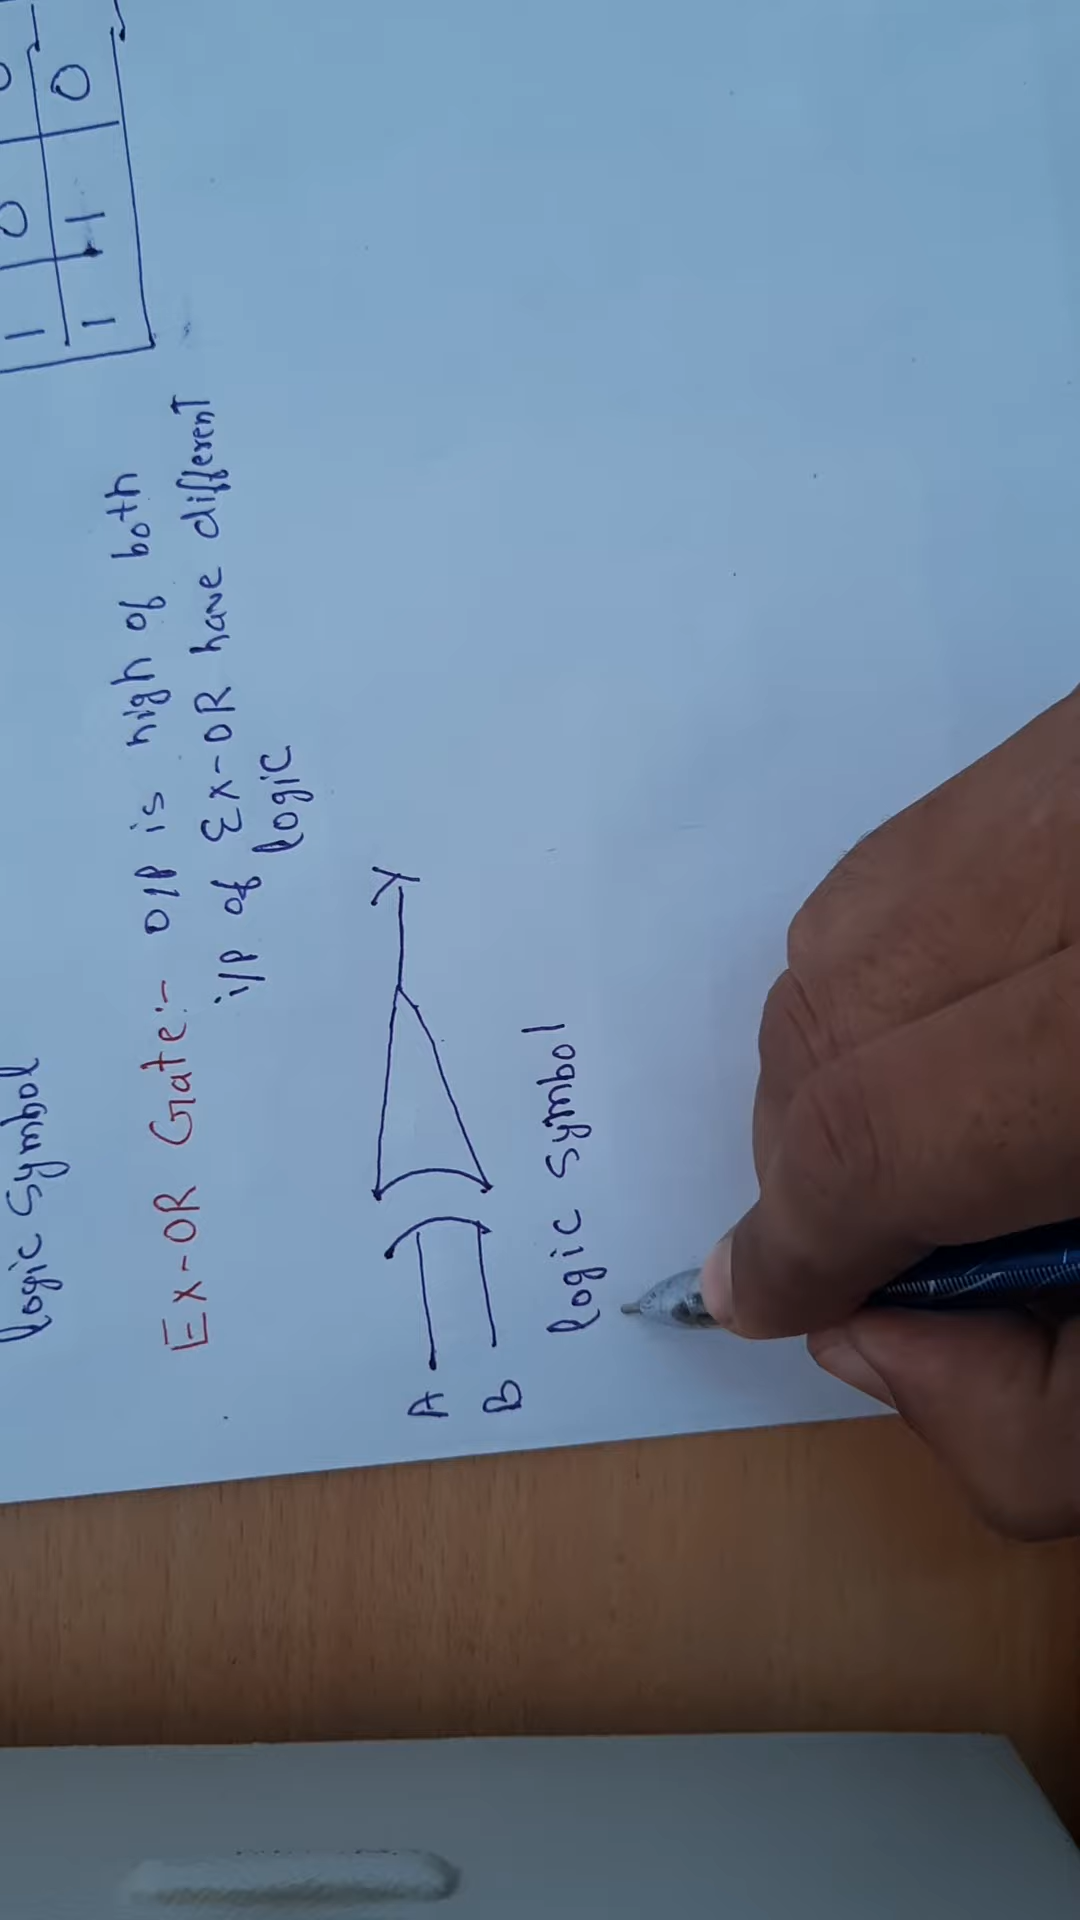 1 0 0
1 1 0
Logic Symbol
Ex-OR Gate:- O/P is high of both
i/p of Ex-OR have different
logic
A
B
Y
Logic Symbol